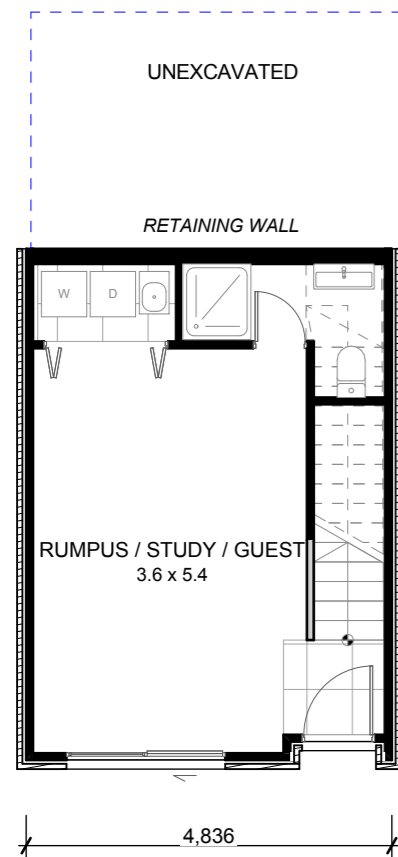 UNEXCAVATED
RETAINING WALL
W D
RUMPUS / STUDY / GUEST
3.6 x 5.4
4,836